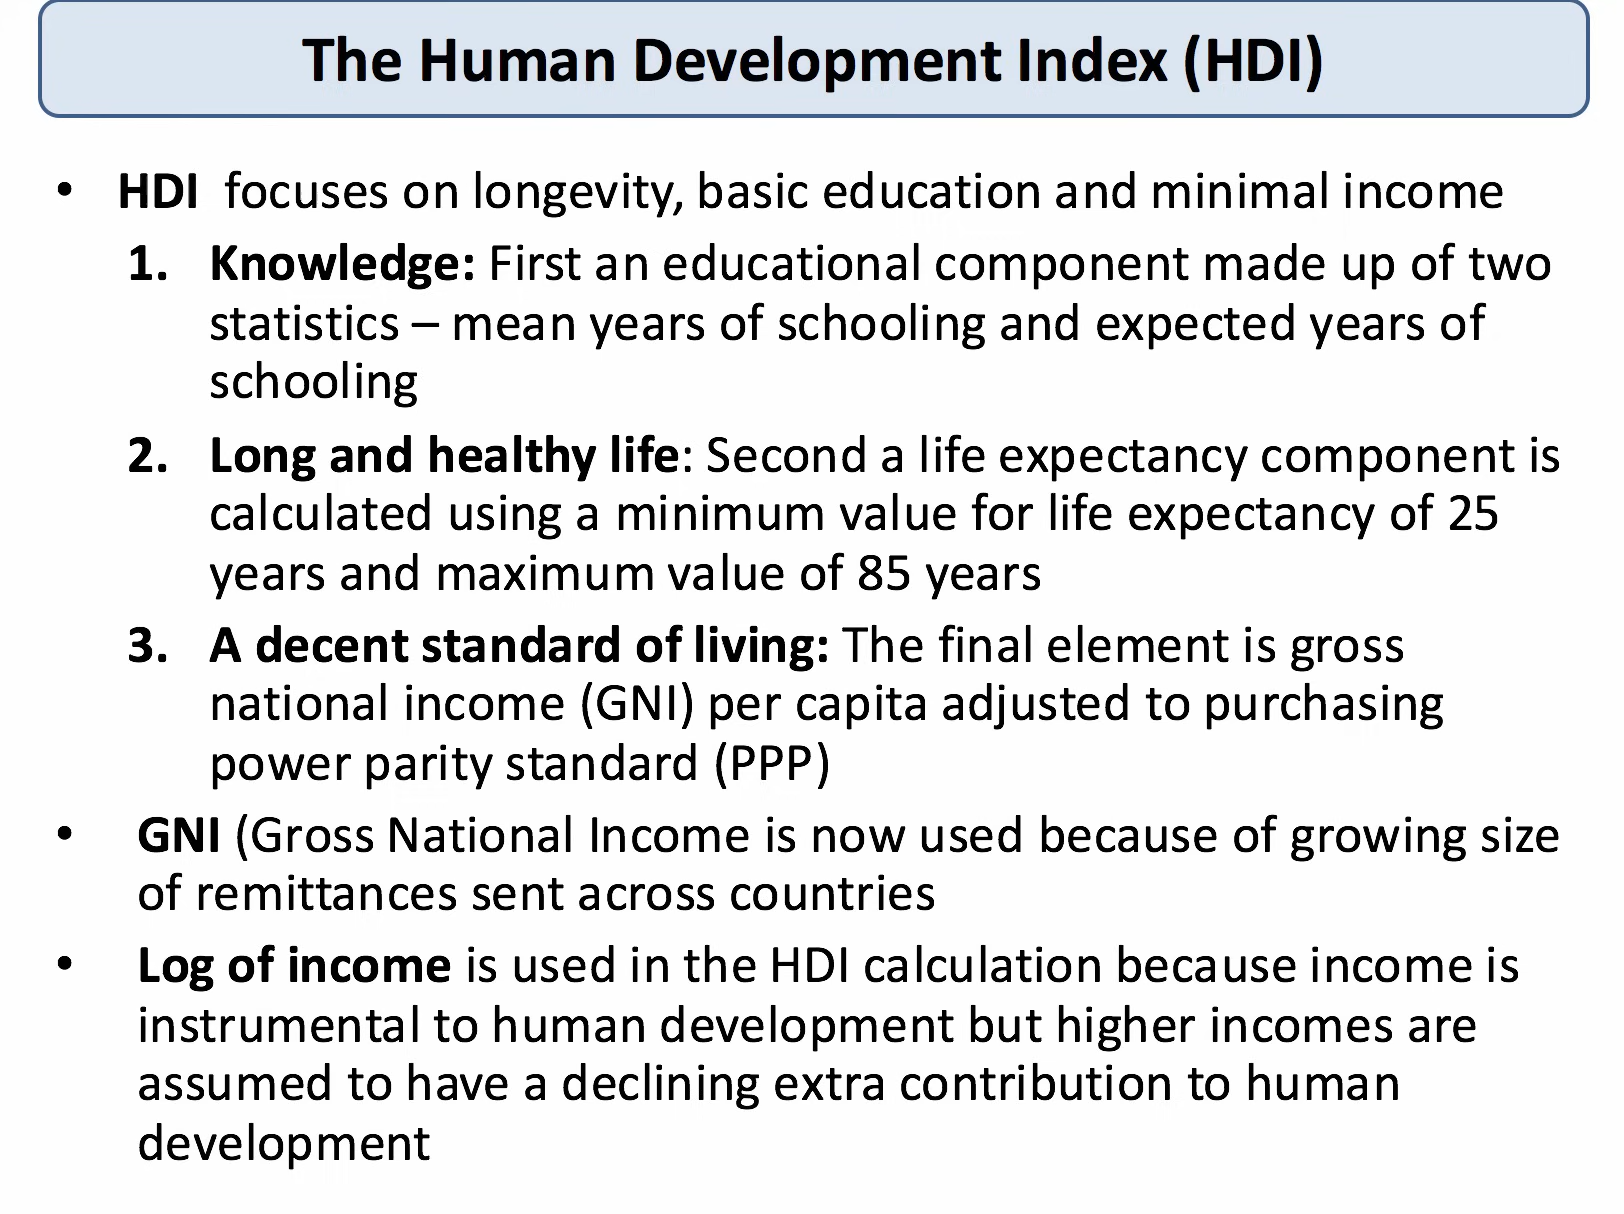 The Human Development Index (HDI)
• HDI focuses on longevity, basic education and minimal income
1. Knowledge: First an educational component made up of two
statistics – mean years of schooling and expected years of
schooling
2. Long and healthy life: Second a life expectancy component is
calculated using a minimum value for life expectancy of 25
years and maximum value of 85 years
3. A decent standard of living: The final element is gross
national income (GNI) per capita adjusted to purchasing
power parity standard (PPP)
• GNI (Gross National Income is now used because of growing size
of remittances sent across countries
• Log of income is used in the HDI calculation because income is
instrumental to human development but higher incomes are
assumed to have a declining extra contribution to human
development